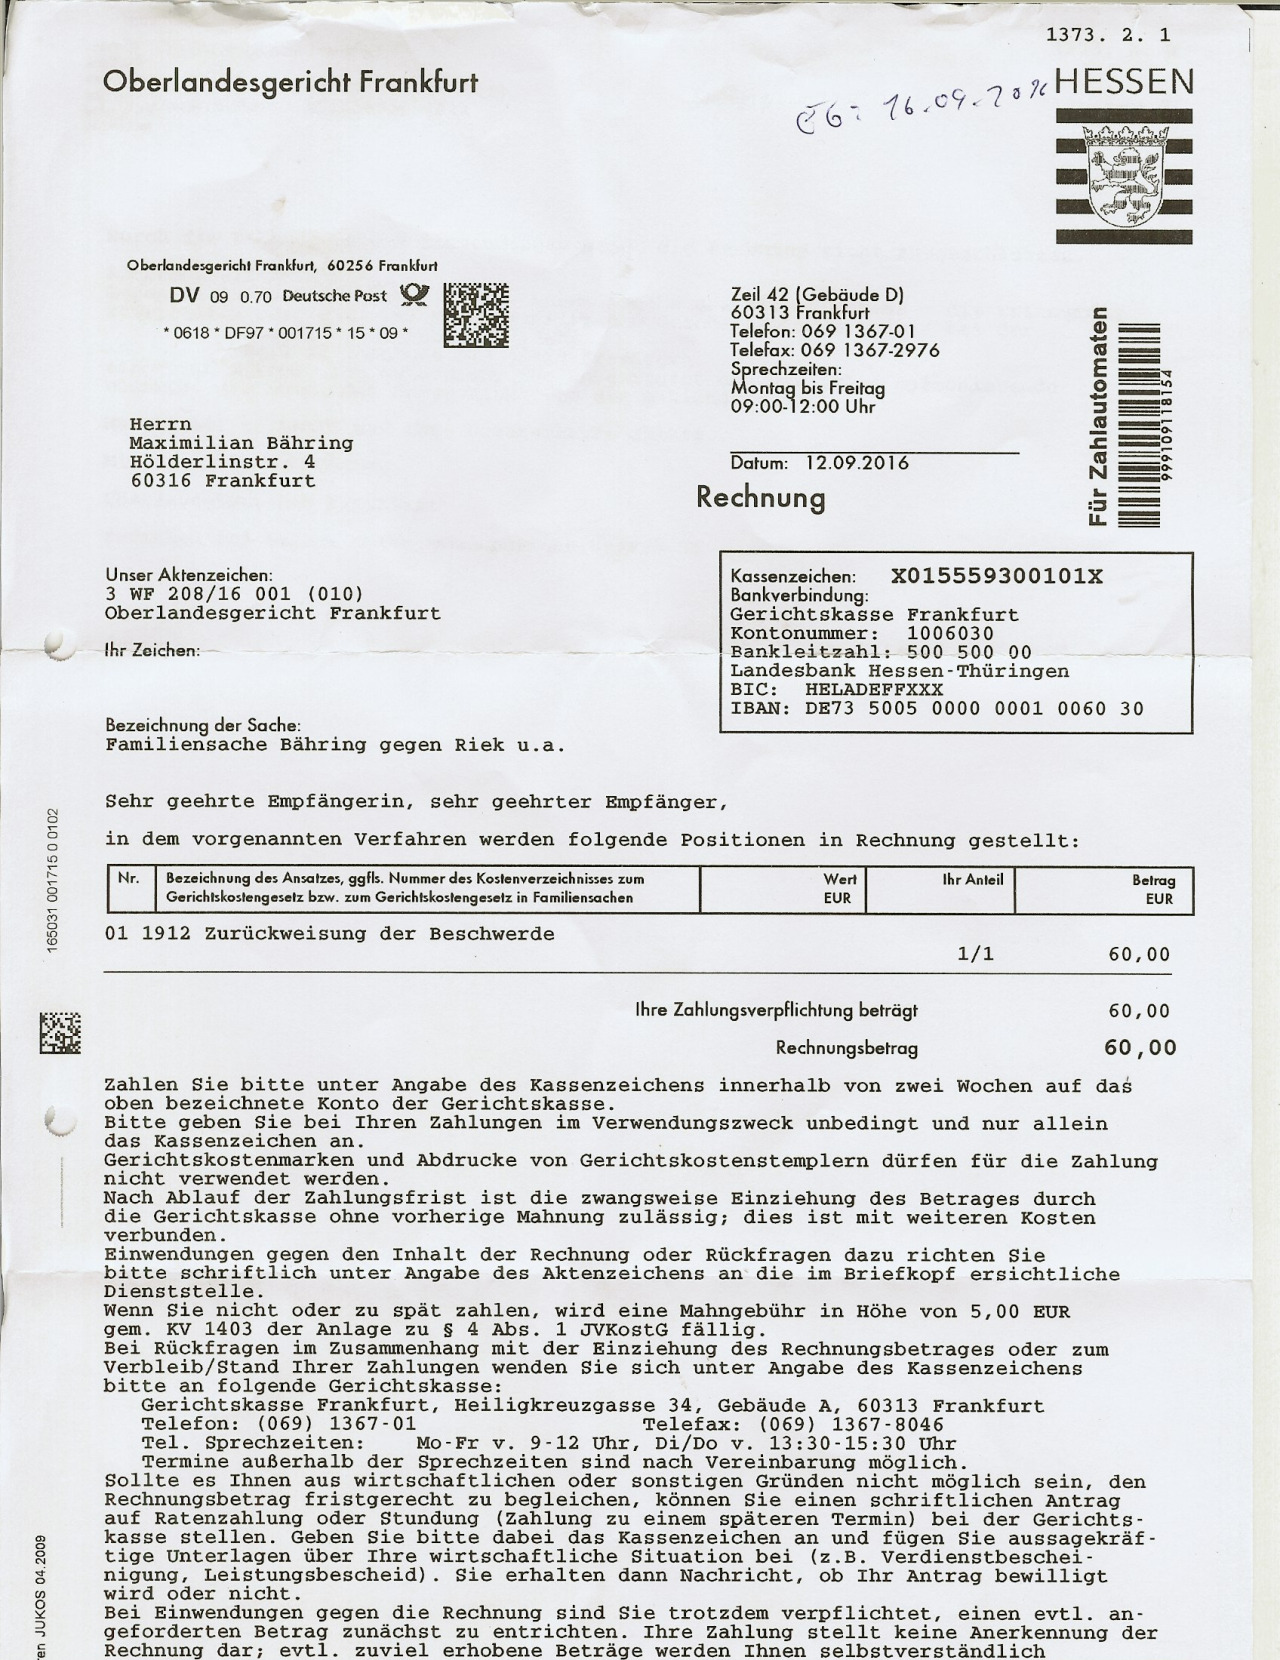 1373. 2. 1
Oberlandesgericht Frankfurt
HESSEN
EG: 16.09.2016
Oberlandesgericht Frankfurt, 60256 Frankfurt
DV 09 0.70 Deutsche Post
* 0618 * DF97 * 001715 * 15 * 09 *
Zeil 42 (Gebäude D)
60313 Frankfurt
Telefon: 069 1367-01
Telefax: 069 1367-2976
Sprechzeiten:
Montag bis Freitag
09:00-12:00 Uhr
Für Zahlautomaten
9991091118154
Herrn
Maximilian Bähring
Hölderlinstr. 4
60316 Frankfurt
Datum: 12.09.2016
Rechnung
Unser Aktenzeichen:
3 WF 208/16 001 (010)
Oberlandesgericht Frankfurt
Ihr Zeichen:
Kassenzeichen: X015559300101X
Bankverbindung:
Gerichtskasse Frankfurt
Kontonummer: 1006030
Bankleitzahl: 500 500 00
Landesbank Hessen-Thüringen
BIC: HELADEFFXXX
IBAN: DE73 5005 0000 0001 0060 30
Bezeichnung der Sache:
Familiensache Bähring gegen Riek u.a.
Sehr geehrte Empfängerin, sehr geehrter Empfänger,
in dem vorgenannten Verfahren werden folgende Positionen in Rechnung gestellt:
Nr. Bezeichnung des Ansatzes, ggfls. Nummer des Kostenverzeichnisses zum Wert Ihr Anteil Betrag
Gerichtskostengesetz bzw. zum Gerichtskostengesetz in Familiensachen EUR EUR
01 1912 Zurückweisung der Beschwerde
1/1 60,00
Ihre Zahlungsverpflichtung beträgt 60,00
Rechnungsbetrag 60,00
Zahlen Sie bitte unter Angabe des Kassenzeichens innerhalb von zwei Wochen auf das
oben bezeichnete Konto der Gerichtskasse.
Bitte geben Sie bei Ihren Zahlungen im Verwendungszweck unbedingt und nur allein
das Kassenzeichen an.
Gerichtskostenmarken und Abdrucke von Gerichtskostenstemplern dürfen für die Zahlung
nicht verwendet werden.
Nach Ablauf der Zahlungsfrist ist die zwangsweise Einziehung des Betrages durch
die Gerichtskasse ohne vorherige Mahnung zulässig; dies ist mit weiteren Kosten
verbunden.
Einwendungen gegen den Inhalt der Rechnung oder Rückfragen dazu richten Sie
bitte schriftlich unter Angabe des Aktenzeichens an die im Briefkopf ersichtliche
Dienststelle.
Wenn Sie nicht oder zu spät zahlen, wird eine Mahngebühr in Höhe von 5,00 EUR
gem. KV 1403 der Anlage zu § 4 Abs. 1 JVKostG fällig.
Bei Rückfragen im Zusammenhang mit der Einziehung des Rechnungsbetrages oder zum
Verbleib/Stand Ihrer Zahlungen wenden Sie sich unter Angabe des Kassenzeichens
bitte an folgende Gerichtskasse:
Gerichtskasse Frankfurt, Heiligkreuzgasse 34, Gebäude A, 60313 Frankfurt
Telefon: (069) 1367-01 Telefax: (069) 1367-8046
Tel. Sprechzeiten: Mo-Fr v. 9-12 Uhr, Di/Do v. 13:30-15:30 Uhr
Termine außerhalb der Sprechzeiten sind nach Vereinbarung möglich.
Sollte es Ihnen aus wirtschaftlichen oder sonstigen Gründen nicht möglich sein, den
Rechnungsbetrag fristgerecht zu begleichen, können Sie einen schriftlichen Antrag
auf Ratenzahlung oder Stundung (Zahlung zu einem späteren Termin) bei der Gerichts-
kasse stellen. Geben Sie bitte dabei das Kassenzeichen an und fügen Sie aussagekräf-
tige Unterlagen über Ihre wirtschaftliche Situation bei (z.B. Verdienstbeschei-
nigung, Leistungsbescheid). Sie erhalten dann Nachricht, ob Ihr Antrag bewilligt
wird oder nicht.
Bei Einwendungen gegen die Rechnung sind Sie trotzdem verpflichtet, einen evtl. an-
geforderten Betrag zunächst zu entrichten. Ihre Zahlung stellt keine Anerkennung der
Rechnung dar; evtl. zuviel erhobene Beträge werden Ihnen selbstverständlich
165031 001715 0 0102
en JUKOS 04.2009